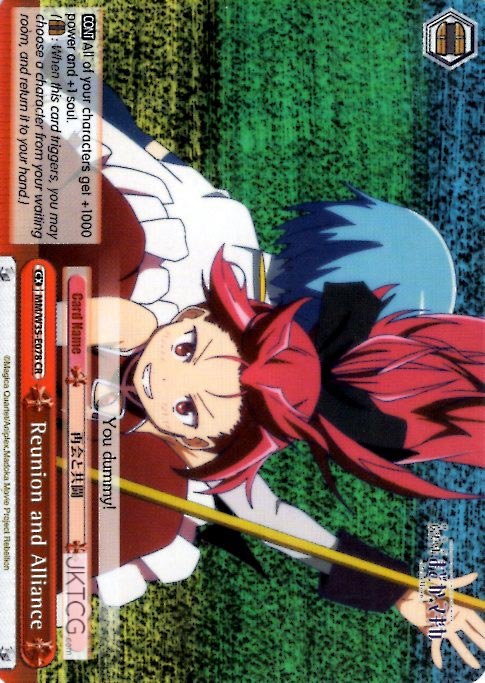 CONT All of your characters get +1000
power and +1 soul.
( : When this card triggers, you may
choose a character from your waiting
room, and return it to your hand.)
You dummy!
Card Name
再会と共闘
JKTCG.com
CX MM/W35-E078 CR
Reunion and Alliance
©Magica Quartet/Aniplex,Madoka Movie Project Rebellion